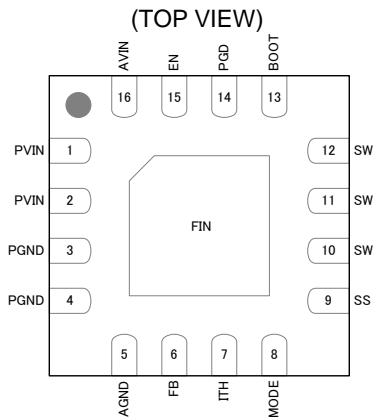 (TOP VIEW)
AVIN EN PGD BOOT
16 15 14 13
PVIN 1 12 SW
PVIN 2 11 SW
FIN
PGND 3 10 SW
PGND 4 9 SS
5 6 7 8
AGND FB ITH MODE